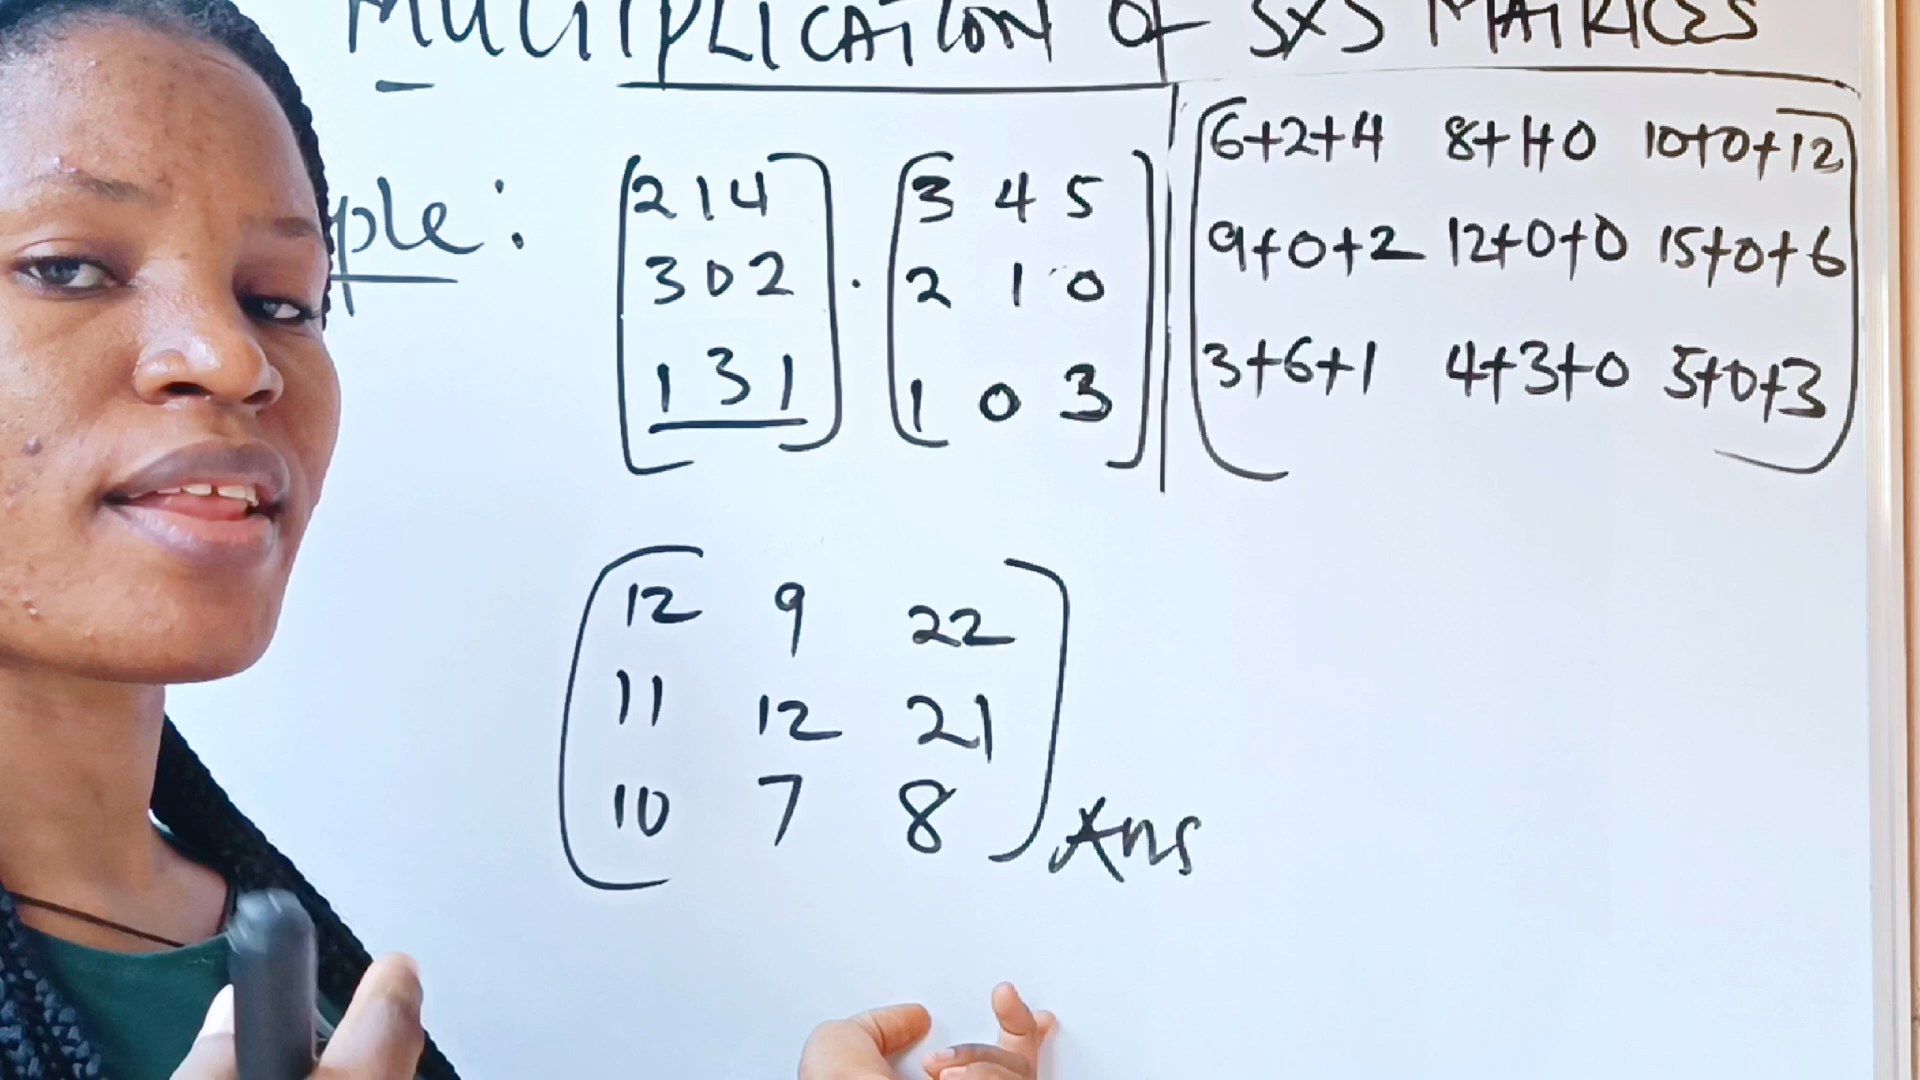 MULTIPLICATION OF 3X3 MATRICES
ple:
2 1 4
3 0 2
1 3 1
.
3 4 5
2 1 0
1 0 3
6+2+4 8+1+0 10+0+12
9+0+2 12+0+0 15+0+6
3+6+1 4+3+0 5+0+3
12 9 22
11 12 21
10 7 8
Ans